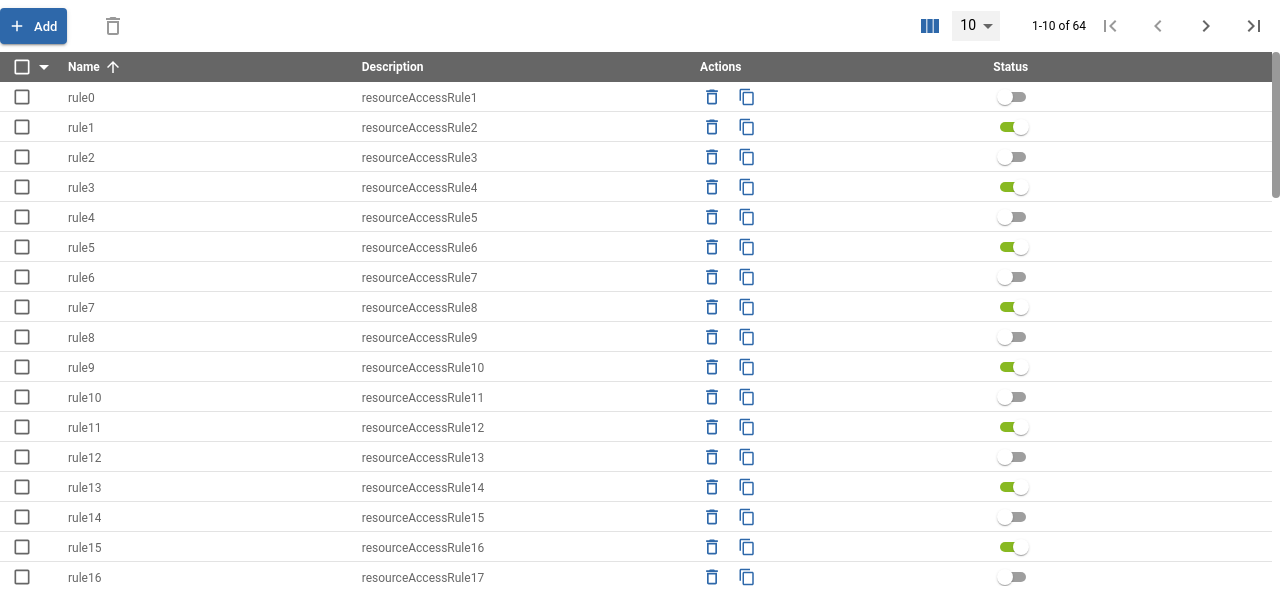 Add 10 1-10 of 64
Name Description Actions Status
rule0 resourceAccessRule1
rule1 resourceAccessRule2
rule2 resourceAccessRule3
rule3 resourceAccessRule4
rule4 resourceAccessRule5
rule5 resourceAccessRule6
rule6 resourceAccessRule7
rule7 resourceAccessRule8
rule8 resourceAccessRule9
rule9 resourceAccessRule10
rule10 resourceAccessRule11
rule11 resourceAccessRule12
rule12 resourceAccessRule13
rule13 resourceAccessRule14
rule14 resourceAccessRule15
rule15 resourceAccessRule16
rule16 resourceAccessRule17